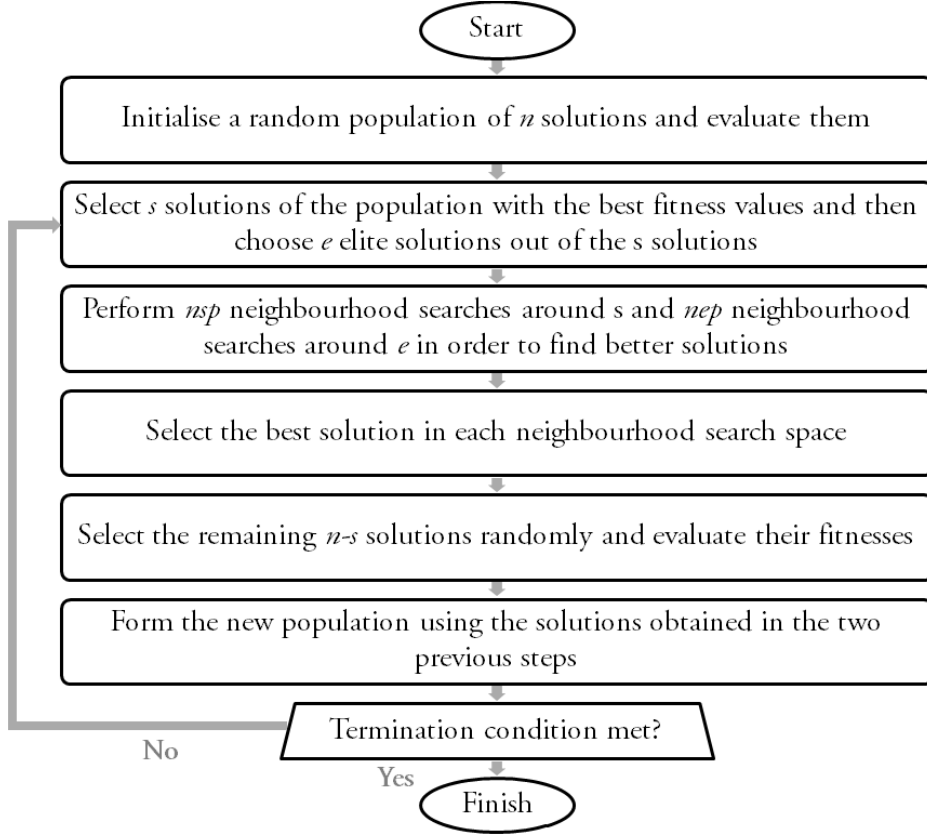 Start
Initialise a random population of n solutions and evaluate them
Select s solutions of the population with the best fitness values and then
choose e elite solutions out of the s solutions
Perform nsp neighbourhood searches around s and nep neighbourhood
searches around e in order to find better solutions
Select the best solution in each neighbourhood search space
Select the remaining n-s solutions randomly and evaluate their fitnesses
Form the new population using the solutions obtained in the two
previous steps
Termination condition met?
No
Yes
Finish